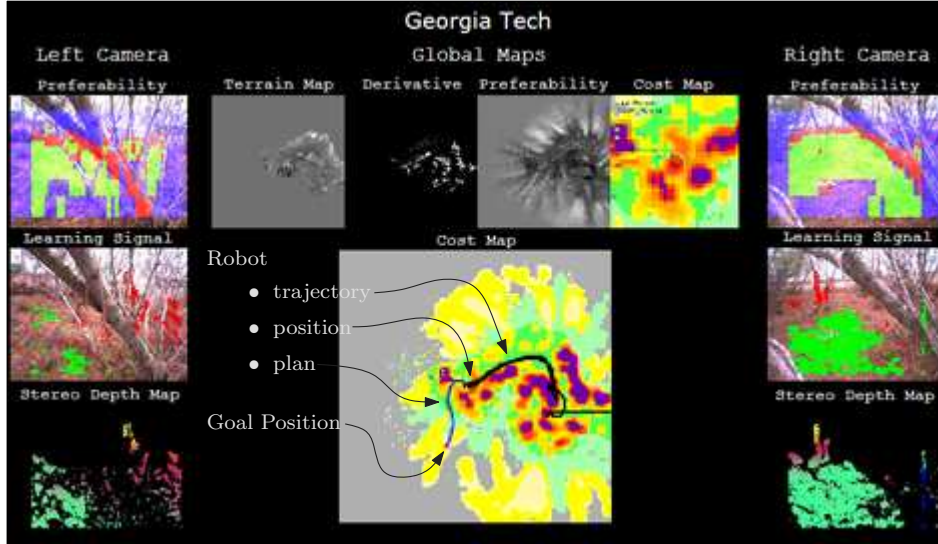 Georgia Tech
Left Camera
Global Maps
Right Camera
Preferability
Terrain Map
Derivative
Preferability
Cost Map
Preferability
Learning Signal
Cost Map
Learning Signal
Robot
• trajectory
• position
• plan
Goal Position
Stereo Depth Map
Stereo Depth Map